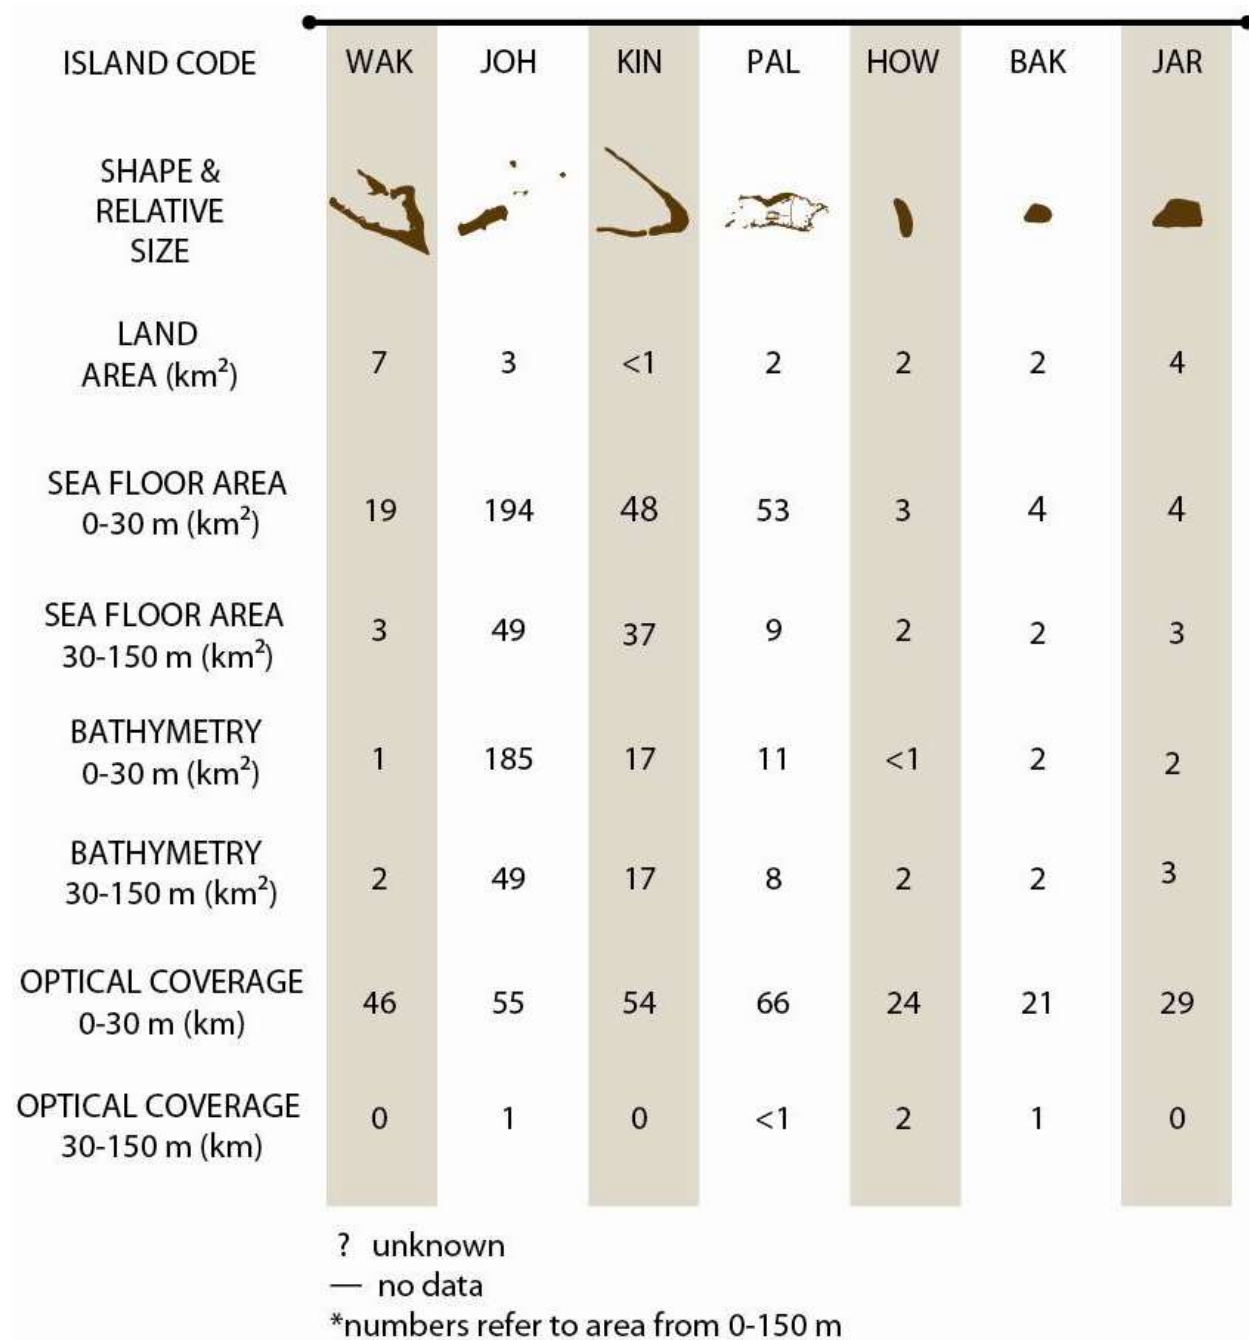 ISLAND CODE WAK JOH KIN PAL HOW BAK JAR
SHAPE &
RELATIVE
SIZE
LAND
AREA (km²) 7 3 <1 2 2 2 4
SEA FLOOR AREA
0-30 m (km²) 19 194 48 53 3 4 4
SEA FLOOR AREA
30-150 m (km²) 3 49 37 9 2 2 3
BATHYMETRY
0-30 m (km²) 1 185 17 11 <1 2 2
BATHYMETRY
30-150 m (km²) 2 49 17 8 2 2 3
OPTICAL COVERAGE
0-30 m (km) 46 55 54 66 24 21 29
OPTICAL COVERAGE
30-150 m (km) 0 1 0 <1 2 1 0
? unknown
— no data
*numbers refer to area from 0-150 m